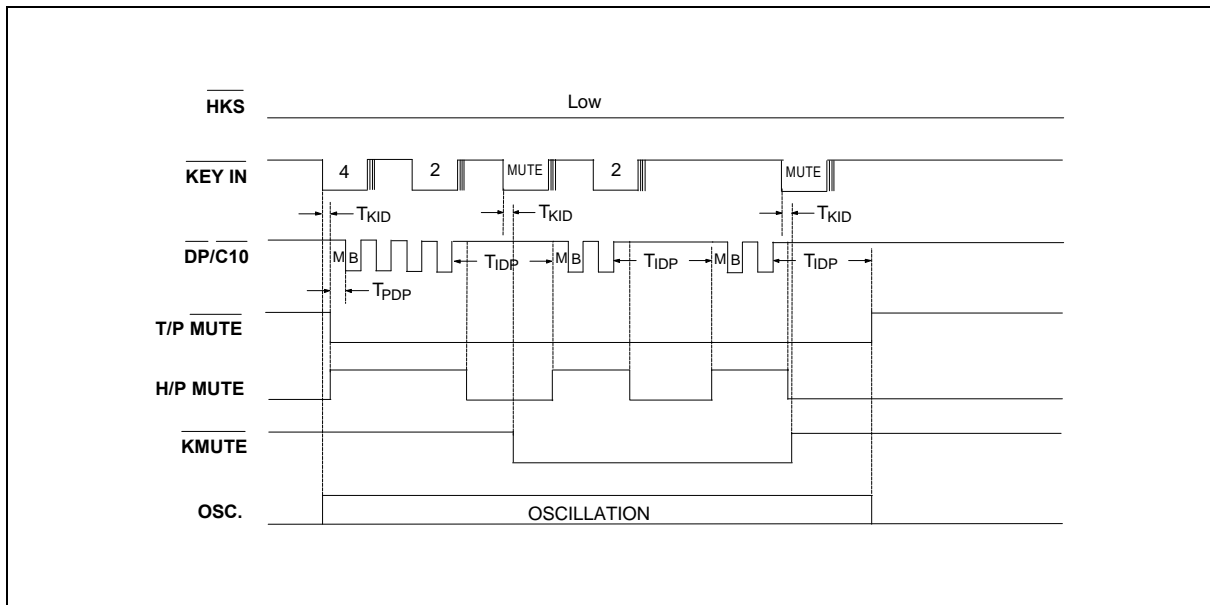 HKS
Low
KEY IN
4
2
MUTE
2
MUTE
TKID
TKID
TKID
DP/C10
M B
TIDP
M B
TIDP
M B
TIDP
TPDP
T/P MUTE
H/P MUTE
KMUTE
OSC.
OSCILLATION